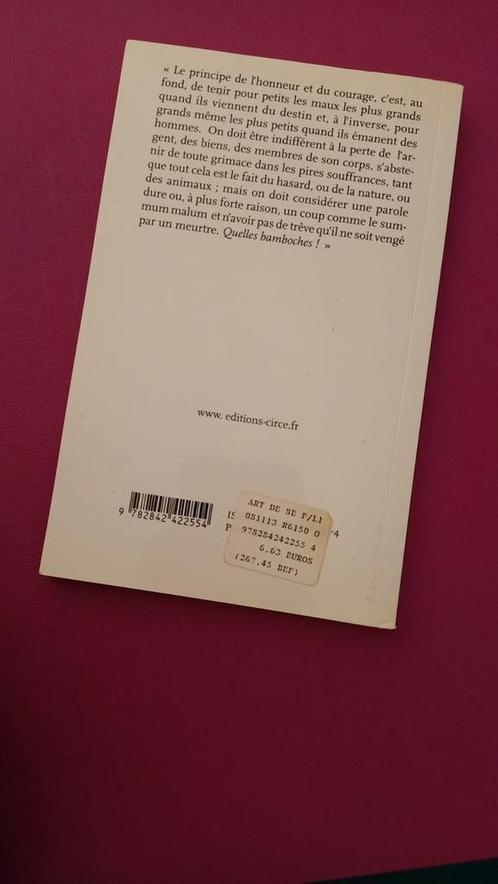 « Le principe de l'honneur et du courage, c'est, au
fond, de tenir pour petits les maux les plus grands
quand ils viennent du destin et, à l'inverse, pour
grands même les plus petits quand ils émanent des
hommes. On doit être indifférent à la perte de l'ar-
gent, des biens, des membres de son corps, s'abste-
nir de toute grimace dans les pires souffrances, tant
que tout cela est le fait du hasard, ou de la nature, ou
des animaux ; mais on doit considérer une parole
dure ou, à plus forte raison, un coup comme le sum-
mum malum et n'avoir pas de trêve qu'il ne soit vengé
par un meurtre. Quelles bamboches ! »
www. editions-circe.fr
9 782842 422554
ART DE SE F/LI
081113 R6150 0
978284242255 4
6.63 EUROS
(267,45 BEF)